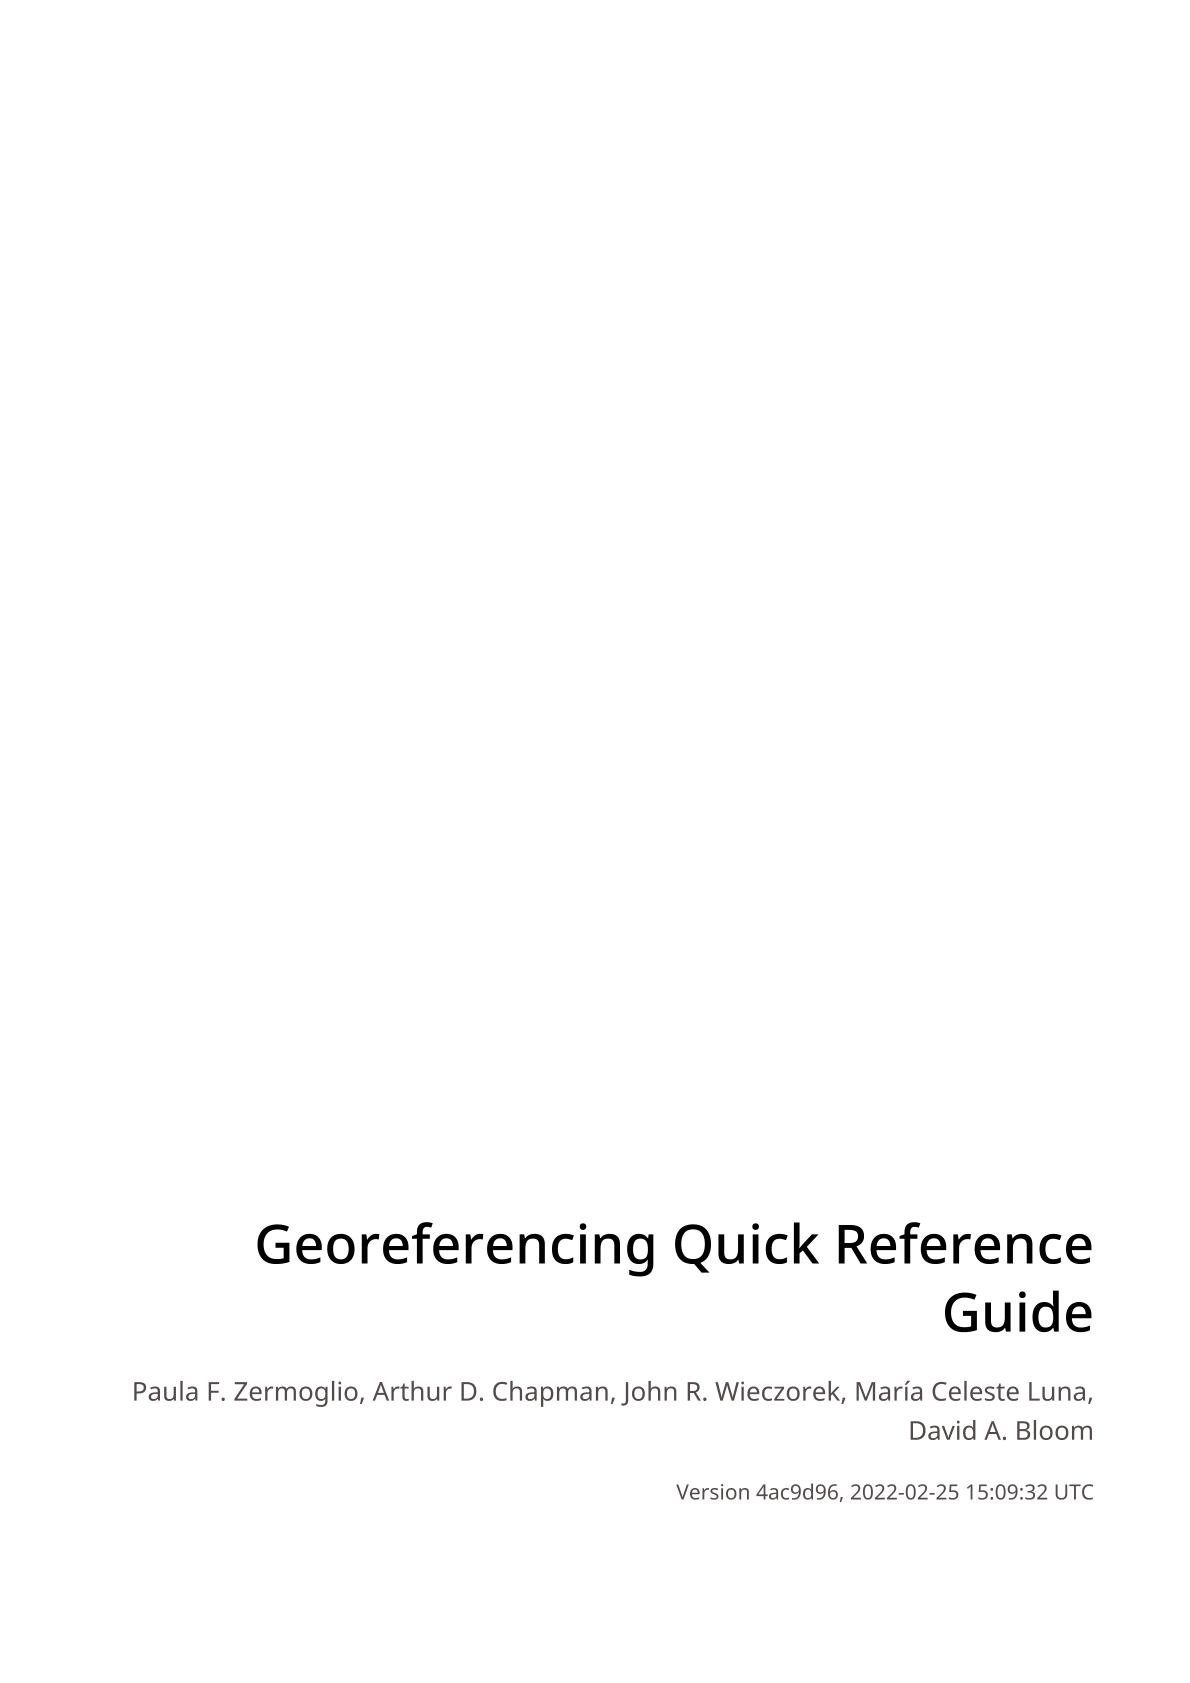 Georeferencing Quick Reference
Guide
Paula F. Zermoglio, Arthur D. Chapman, John R. Wieczorek, María Celeste Luna,
David A. Bloom
Version 4ac9d96, 2022-02-25 15:09:32 UTC